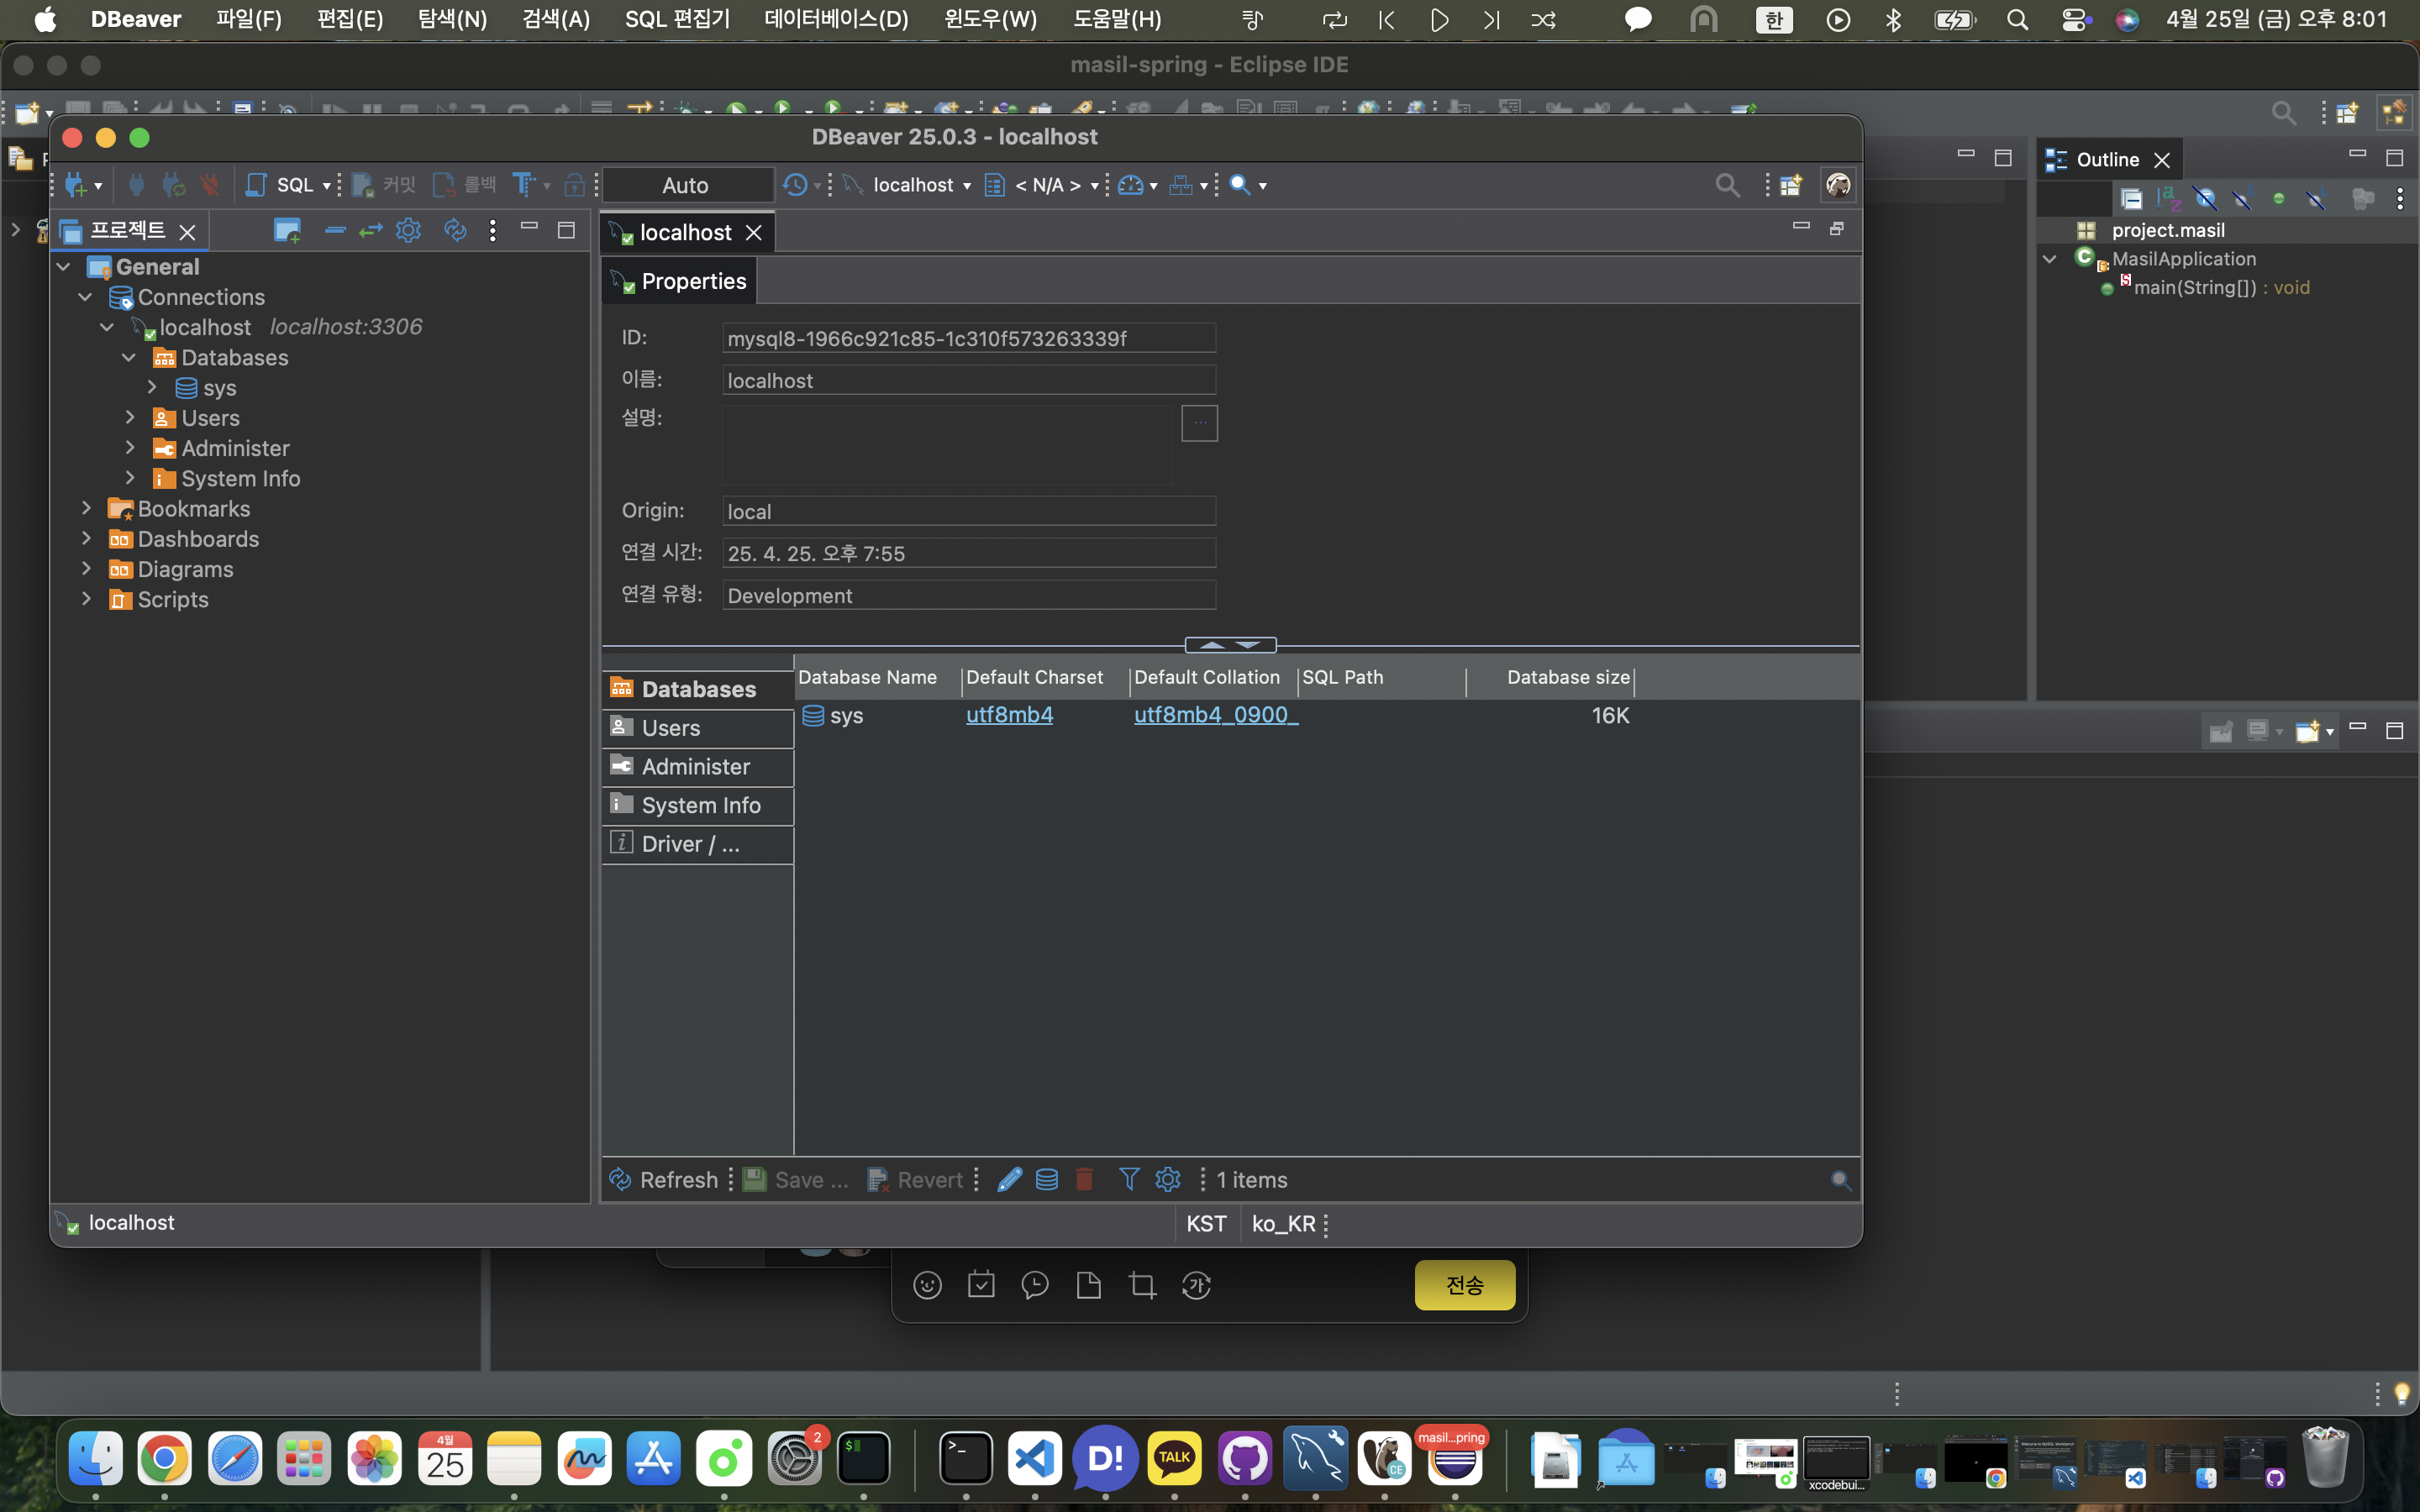 DBeaver 파일(F) 편집(E) 탐색(N) 검색(A) SQL 편집기 데이터베이스(D) 윈도우(W) 도움말(H) 한 4월 25일 (금) 오후 8:01
masil-spring - Eclipse IDE
DBeaver 25.0.3 - localhost
SQL 커밋 롤백 Auto localhost < N/A >
프로젝트
General
Connections
localhost localhost:3306
Databases
sys
Users
Administer
System Info
Bookmarks
Dashboards
Diagrams
Scripts
localhost
Properties
ID: mysql8-1966c921c85-1c310f573263339f
이름: localhost
설명:
...
Origin: local
연결 시간: 25. 4. 25. 오후 7:55
연결 유형: Development
Databases
Users
Administer
System Info
Driver / ...
Database Name Default Charset Default Collation SQL Path Database size
sys utf8mb4 utf8mb4_0900_ 16K
Refresh Save ... Revert 1 items
localhost KST ko_KR
Outline
project.masil
MasilApplication
main(String[]) : void
가
전송
4월
25
2
$
>_
D!
TALK
CE
masil...pring
xcodebui...